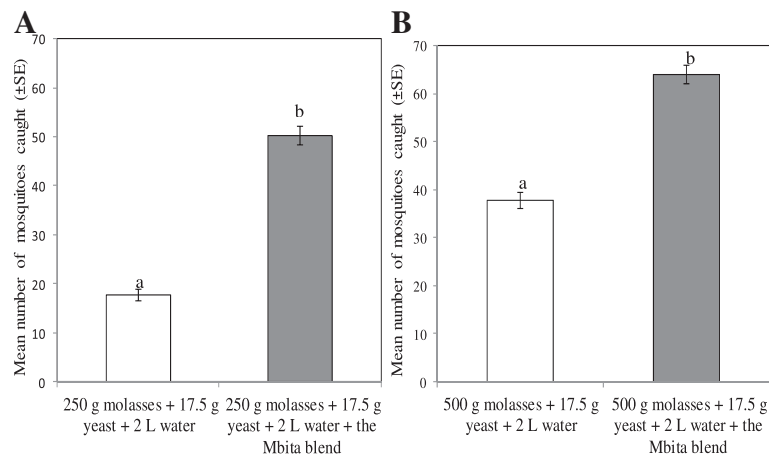 A
Mean number of mosquitoes caught (±SE)
70
60
50
40
30
20
10
0
a
b
250 g molasses + 17.5 g
yeast + 2 L water
250 g molasses + 17.5 g
yeast + 2 L water + the
Mbita blend
B
Mean number of mosquitoes caught (±SE)
70
60
50
40
30
20
10
0
a
b
500 g molasses + 17.5 g
yeast + 2 L water
500 g molasses + 17.5 g
yeast + 2 L water + the
Mbita blend